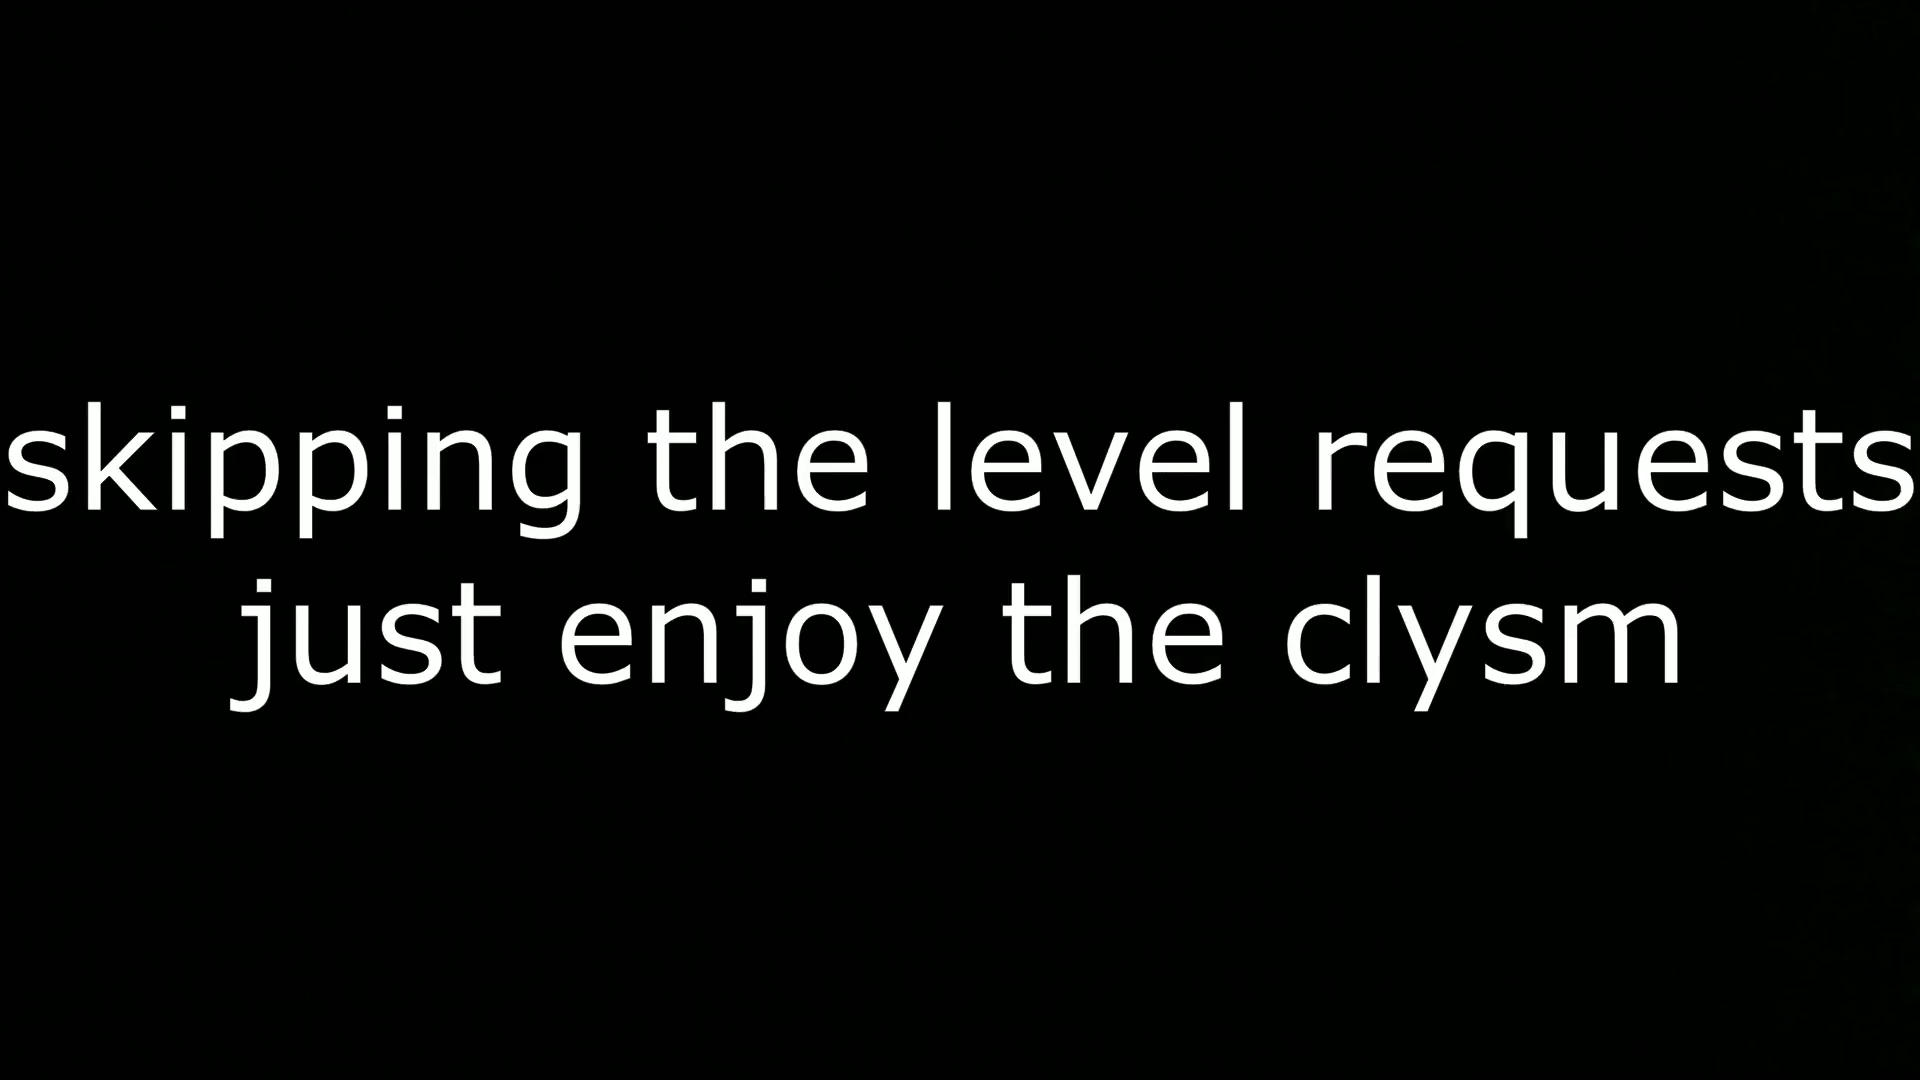 skipping the level requests
just enjoy the clysm